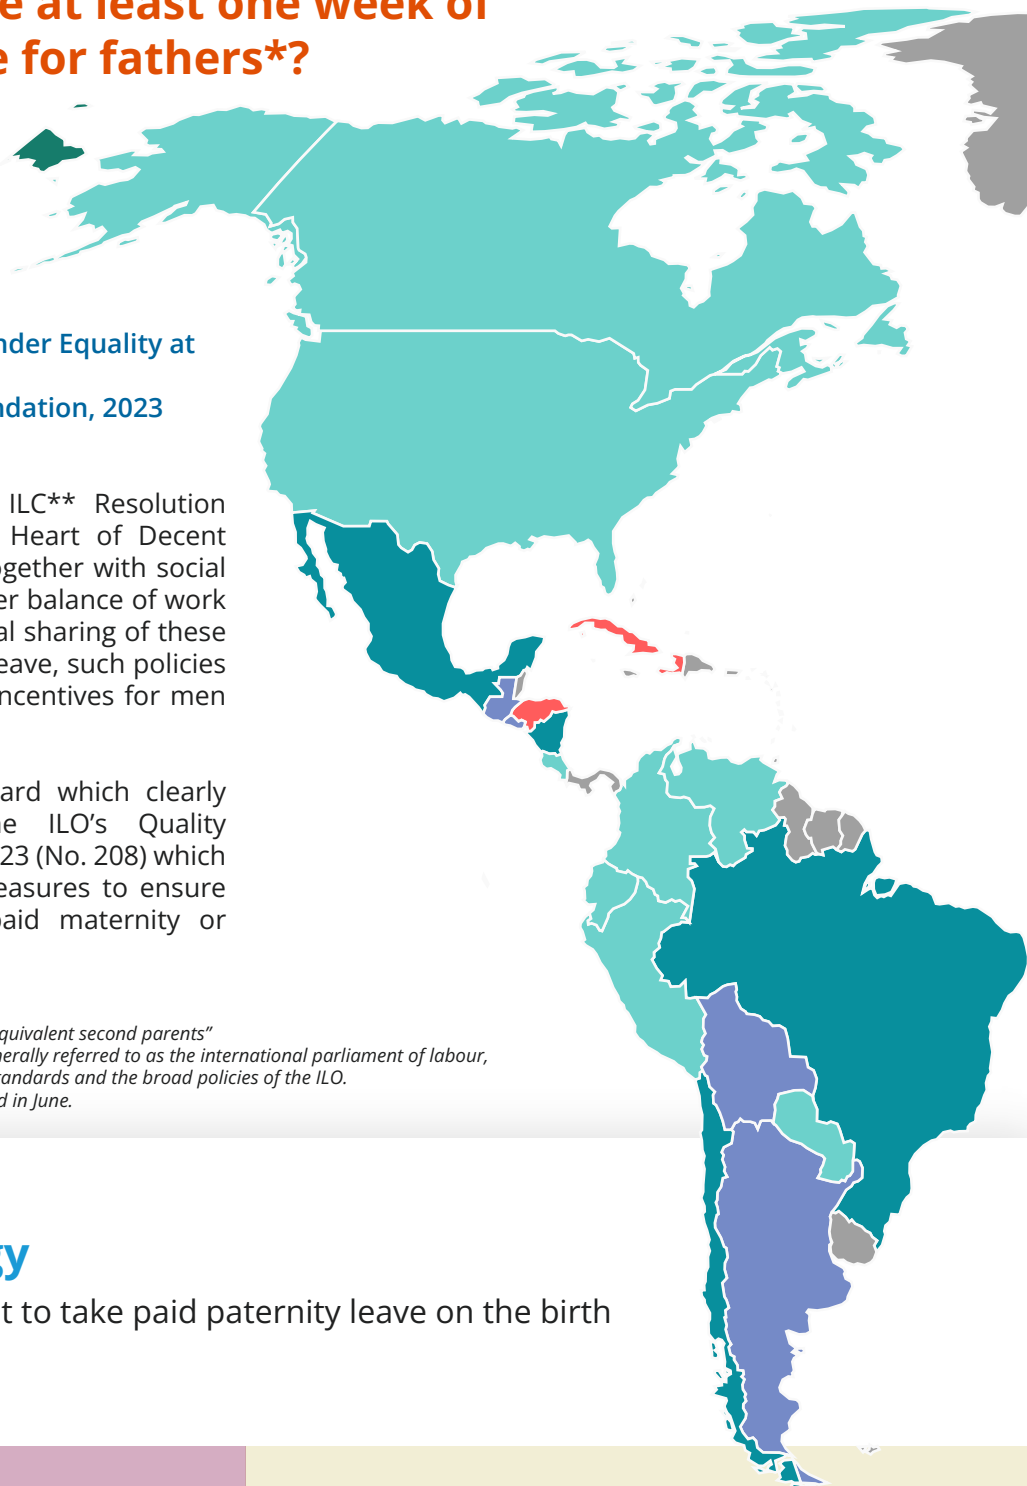 e at least one week of
e for fathers*?
nder Equality at
ndation, 2023
ILC** Resolution
Heart of Decent
ogether with social
er balance of work
al sharing of these
eave, such policies
ncentives for men
ard which clearly
ne ILO’s Quality
23 (No. 208) which
easures to ensure
paid maternity or
quivalent second parents”
nerally referred to as the international parliament of labour,
tandards and the broad policies of the ILO.
d in June.
gy
t to take paid paternity leave on the birth